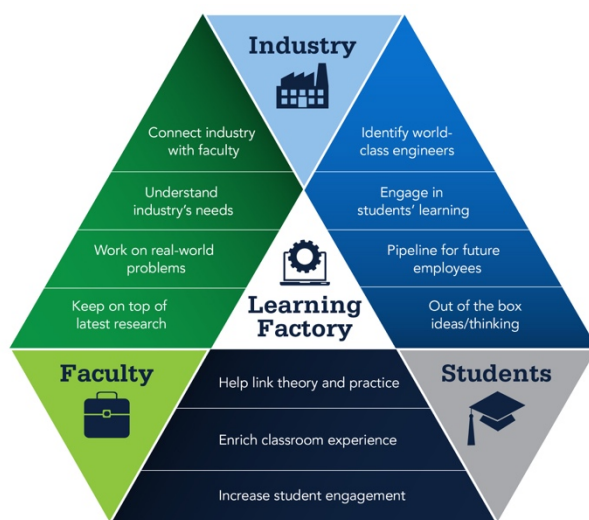 Industry
Connect industry
with faculty
Understand
industry's needs
Work on real-world
problems
Keep on top of
latest research
Identify world-
class engineers
Engage in
students' learning
Pipeline for future
employees
Out of the box
ideas/thinking
Learning
Factory
Faculty
Students
Help link theory and practice
Enrich classroom experience
Increase student engagement